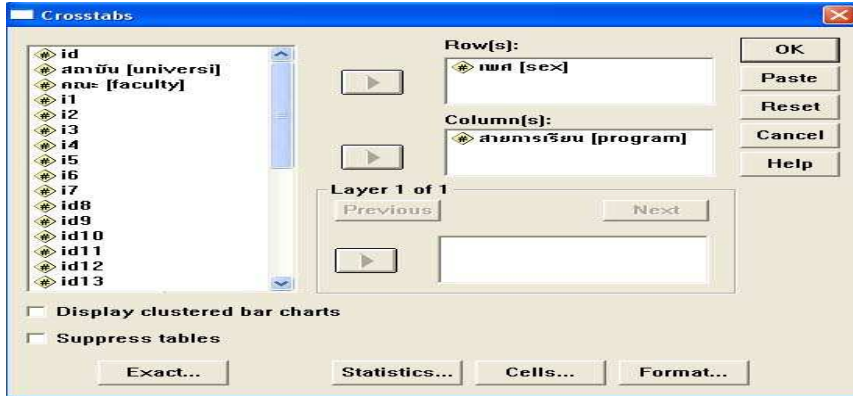 Crosstabs
id
สถาบัน [universi]
คณะ [faculty]
i1
i2
i3
i4
i5
i6
i7
id8
id9
id10
id11
id12
id13
Row(s):
เพศ [sex]
Column(s):
สายการเรียน [program]
Layer 1 of 1
Previous
Next
OK
Paste
Reset
Cancel
Help
Display clustered bar charts
Suppress tables
Exact...
Statistics...
Cells...
Format...